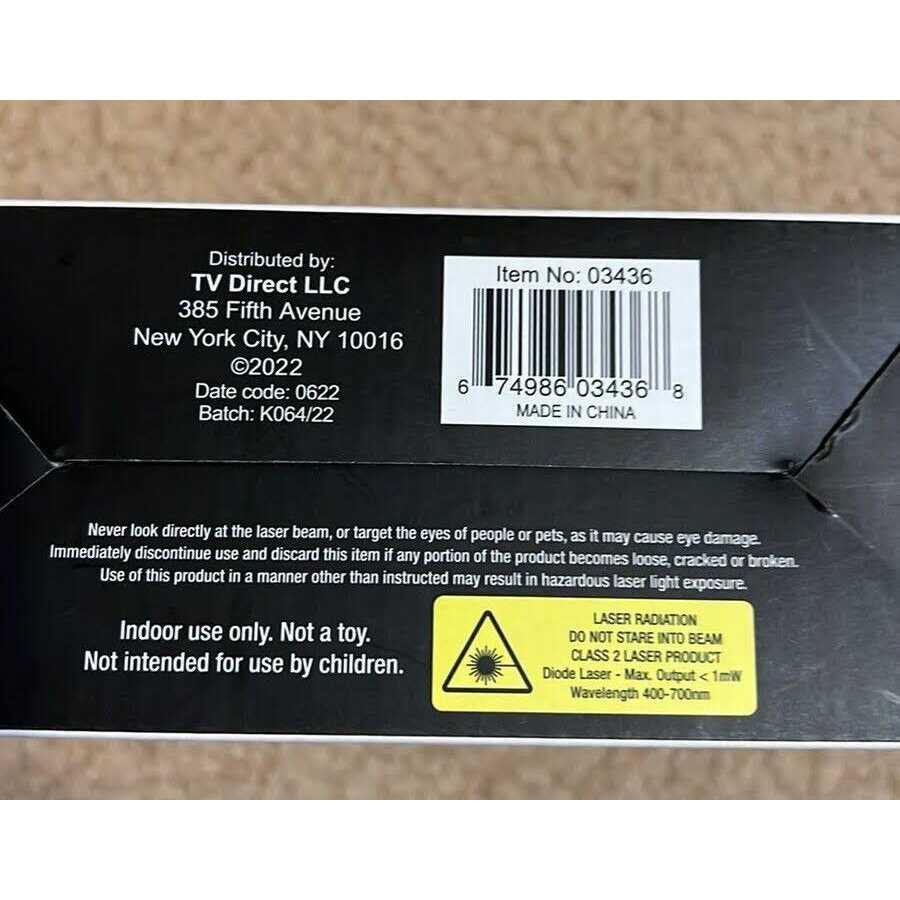 Distributed by:
TV Direct LLC
385 Fifth Avenue
New York City, NY 10016
©2022
Date code: 0622
Batch: K064/22
Item No: 03436
6 74986 03436 8
MADE IN CHINA
Never look directly at the laser beam, or target the eyes of people or pets, as it may cause eye damage.
Immediately discontinue use and discard this item if any portion of the product becomes loose, cracked or broken.
Use of this product in a manner other than instructed may result in hazardous laser light exposure.
Indoor use only. Not a toy.
Not intended for use by children.
LASER RADIATION
DO NOT STARE INTO BEAM
CLASS 2 LASER PRODUCT
Diode Laser - Max. Output < 1mW
Wavelength 400-700nm